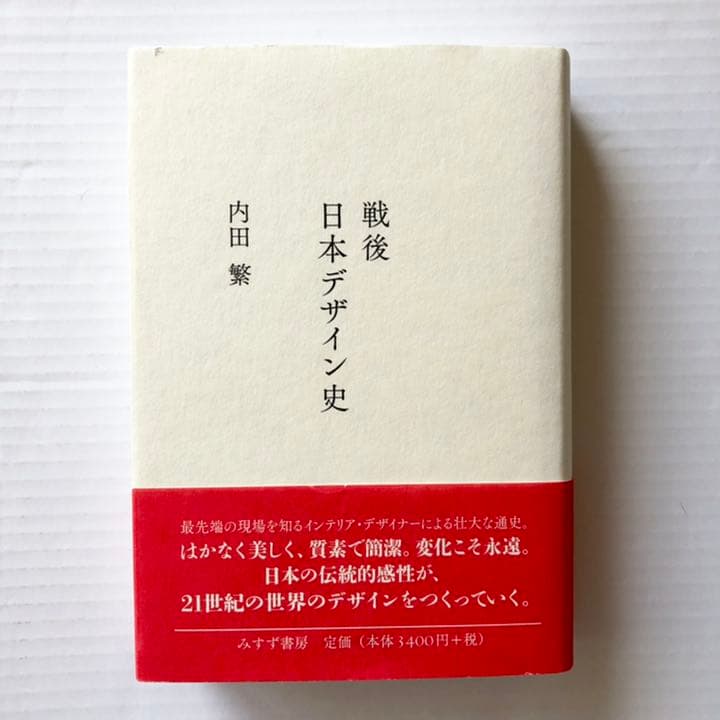 戦後
日本デザイン史
内田 繁
最先端の現場を知るインテリア・デザイナーによる壮大な通史。
はかなく美しく、質素で簡潔。変化こそ永遠。
日本の伝統的感性が、
21世紀の世界のデザインをつくっていく。
みすず書房 定価（本体3400円+税）